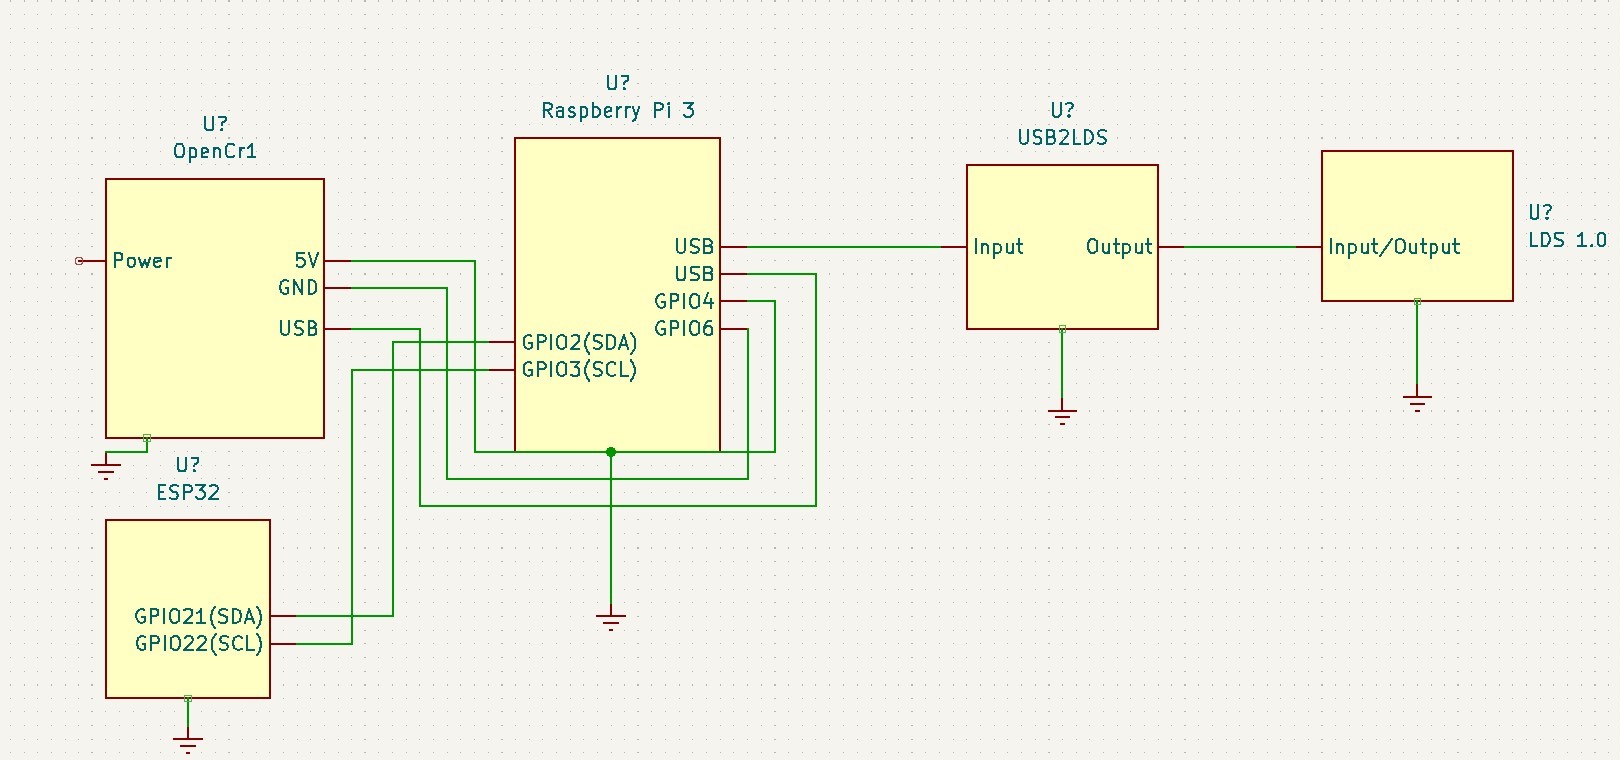 U?
OpenCr1
Power
5V
GND
USB
U?
Raspberry Pi 3
USB
USB
GPIO4
GPIO6
GPIO2(SDA)
GPIO3(SCL)
U?
USB2LDS
Input
Output
U?
LDS 1.0
Input/Output
U?
ESP32
GPIO21(SDA)
GPIO22(SCL)